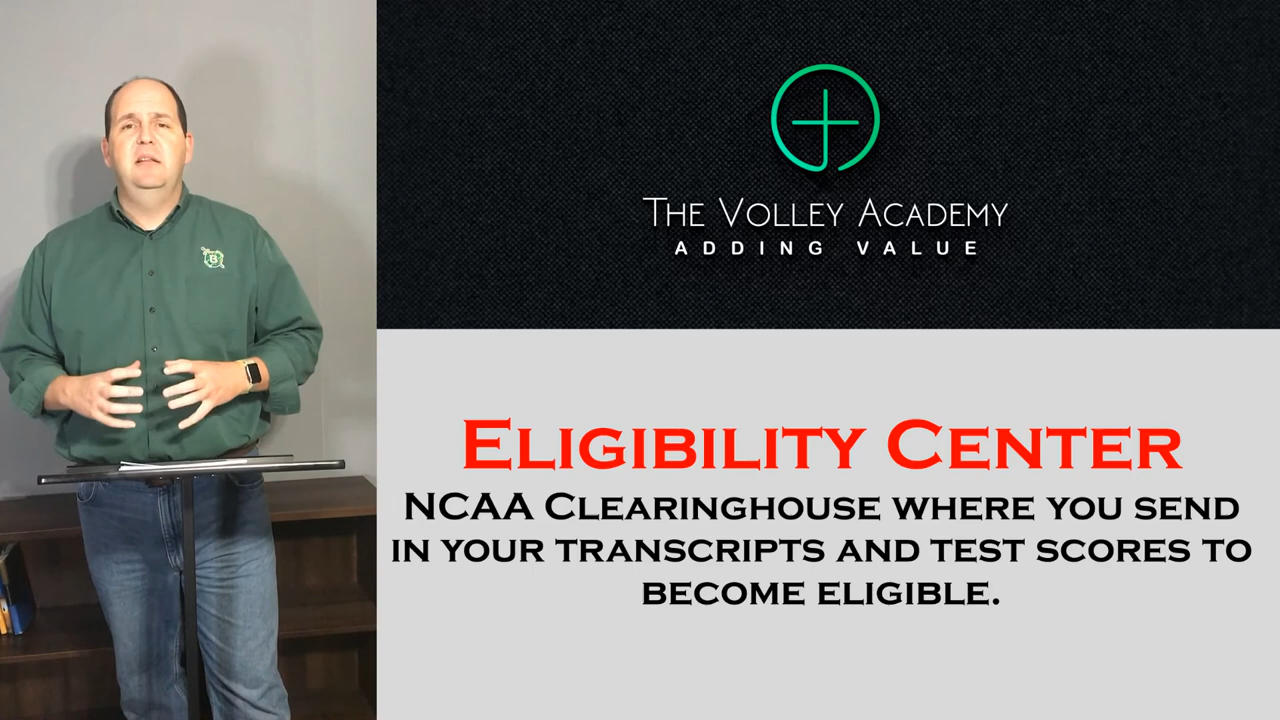 THE VOLLEY ACADEMY
ADDING VALUE
ELIGIBILITY CENTER
NCAA CLEARINGHOUSE WHERE YOU SEND
IN YOUR TRANSCRIPTS AND TEST SCORES TO
BECOME ELIGIBLE.
B